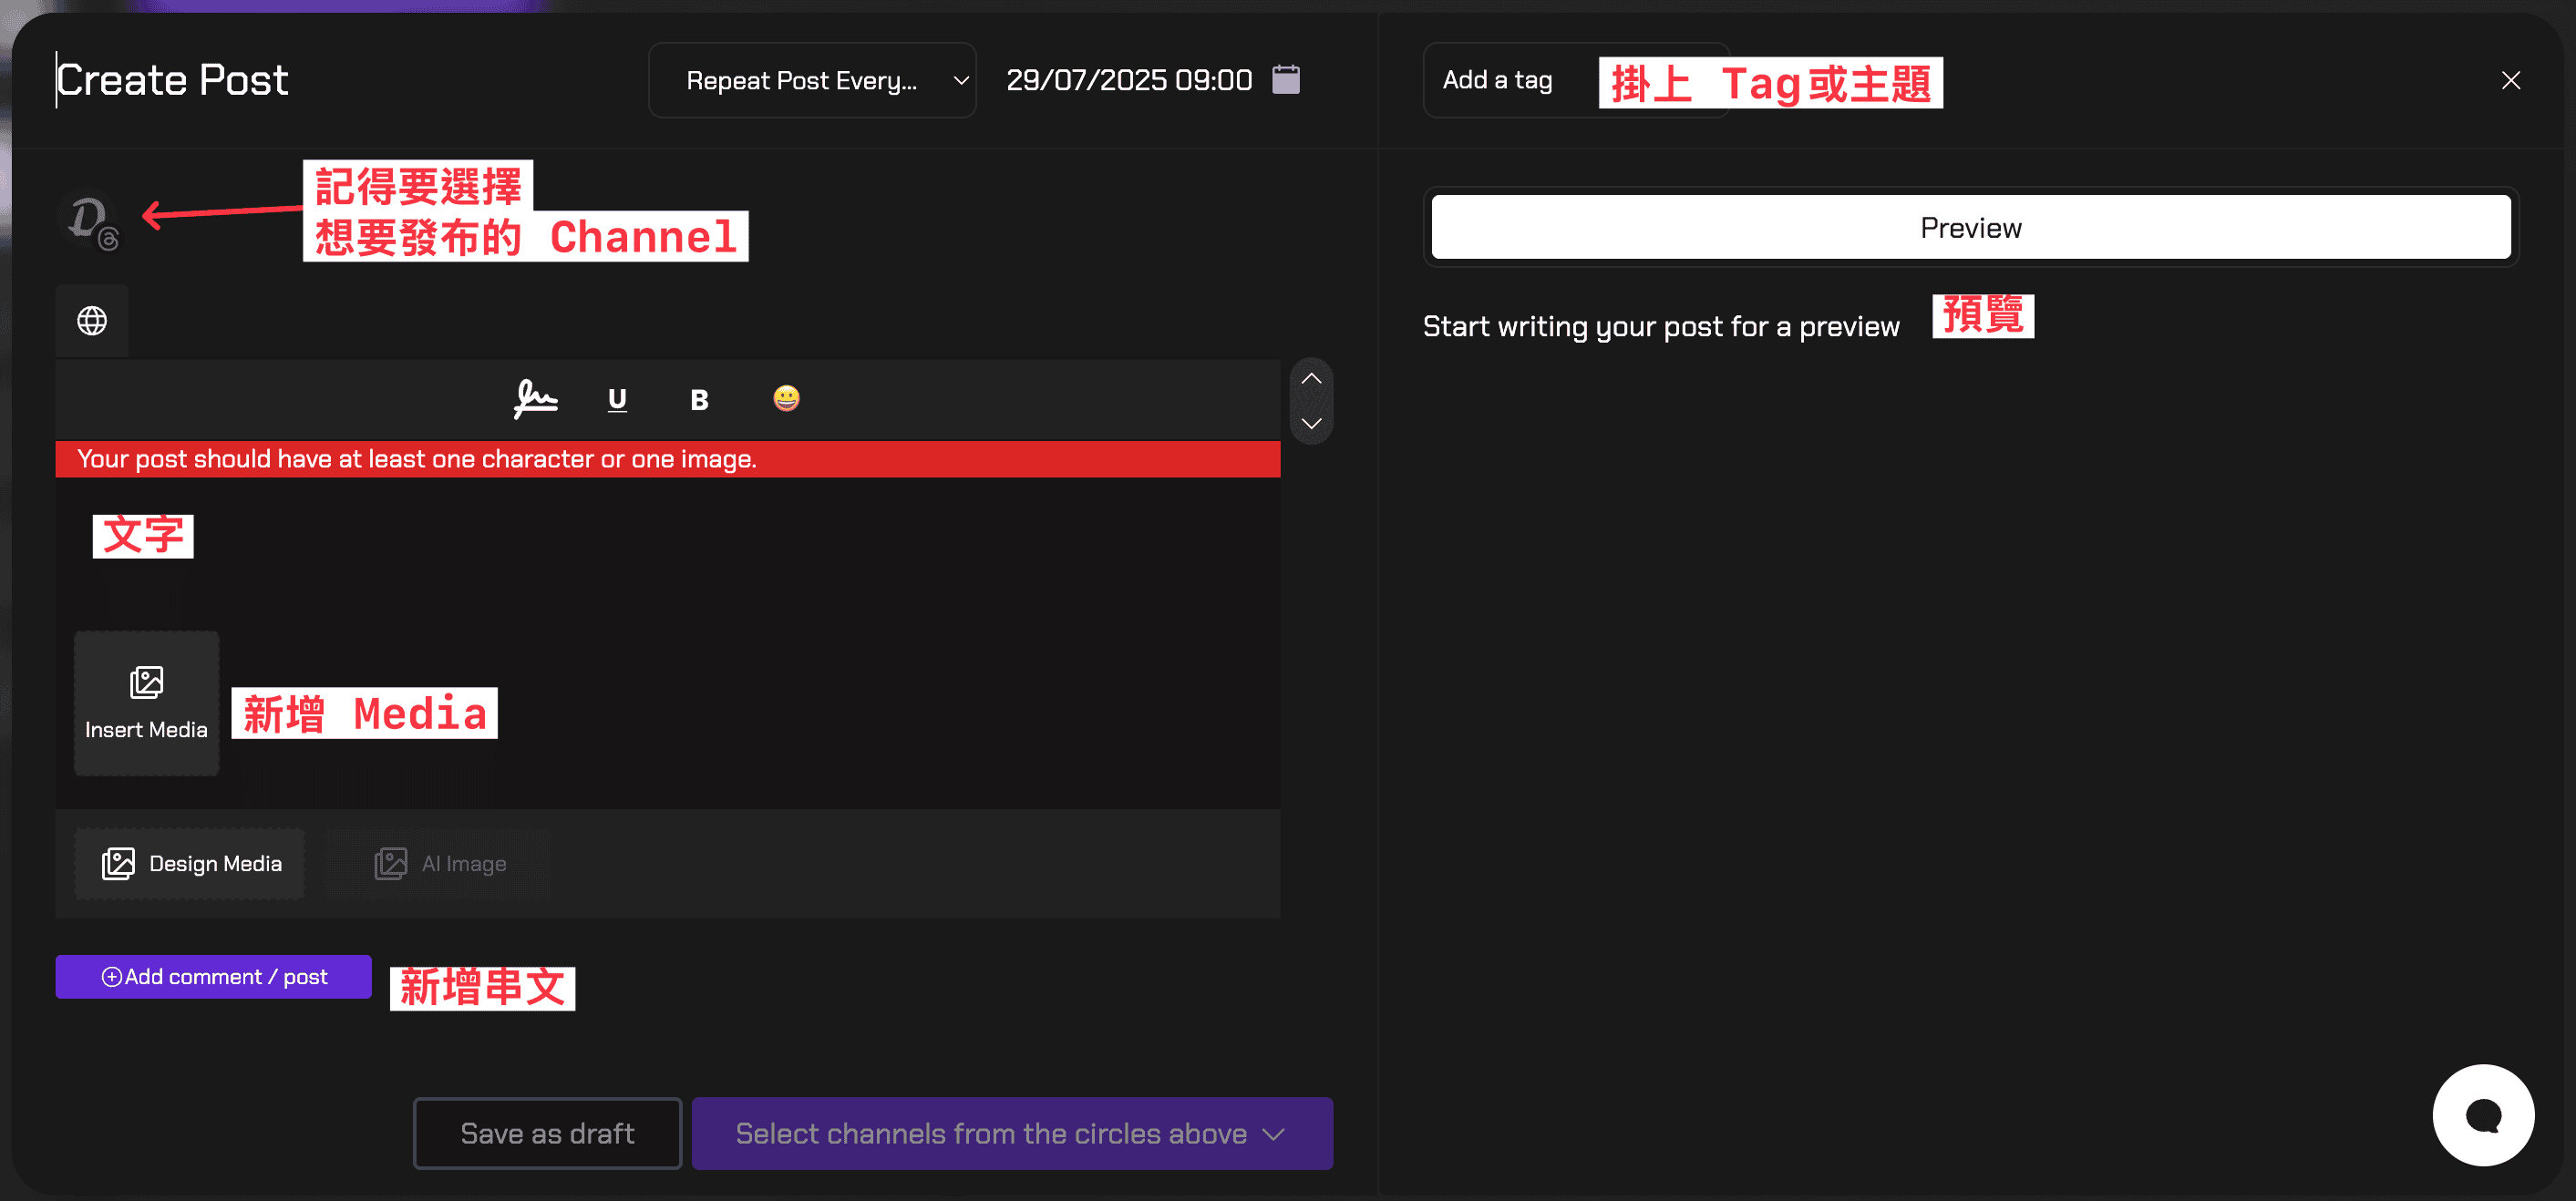 Create Post
Repeat Post Every...
29/07/2025 09:00
Add a tag
掛上 Tag或主題
記得要選擇
想要發布的 Channel
Preview
Start writing your post for a preview
預覽
U
B
Your post should have at least one character or one image.
文字
Insert Media
新增 Media
Design Media
AI Image
Add comment / post
新增串文
Save as draft
Select channels from the circles above